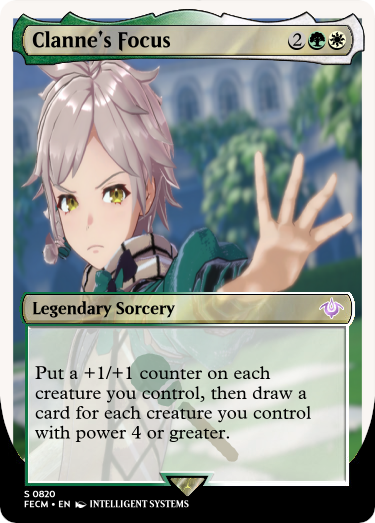 Clanne's Focus 2
Legendary Sorcery
Put a +1/+1 counter on each
creature you control, then draw a
card for each creature you control
with power 4 or greater.
S 0820
FECM • EN INTELLIGENT SYSTEMS